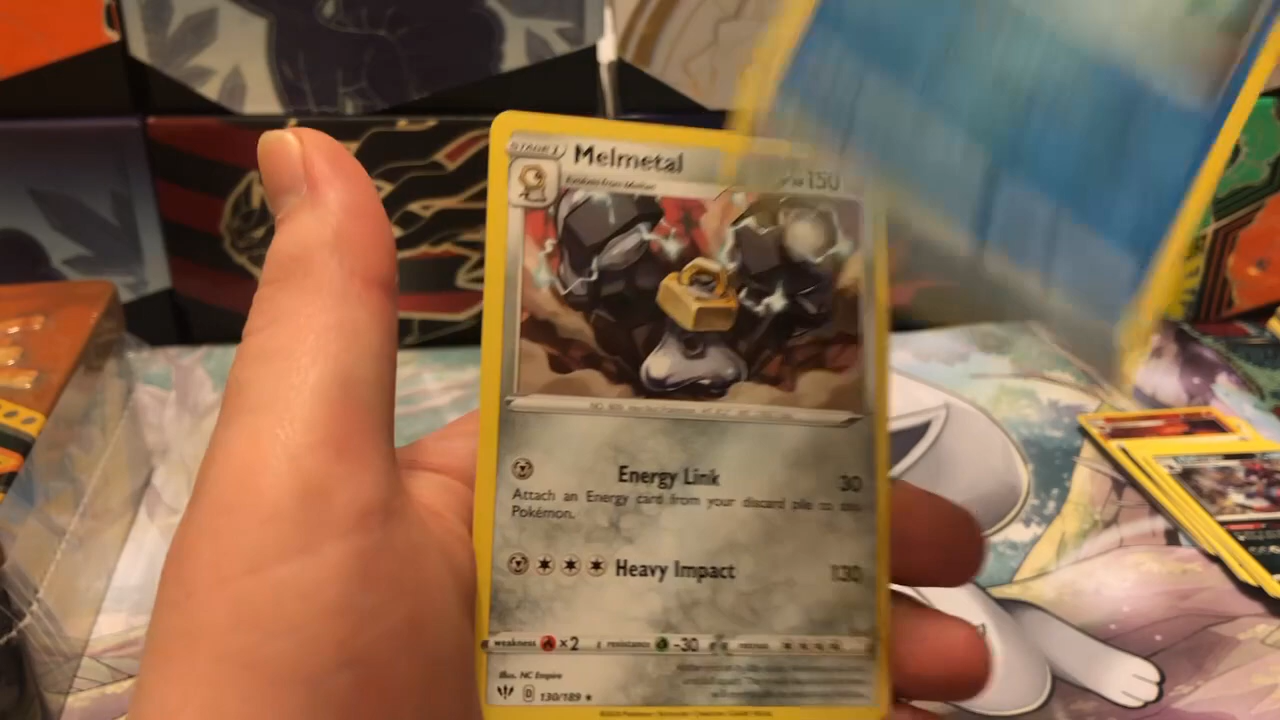 STAGE 1
Melmetal
150
Evolves from Meltan
Energy Link 30
Attach an Energy card from your discard pile to
Pokémon.
Heavy Impact 130
weakness ×2 resistance -30 retreat
Illus. NC Empire
D 130/189 ★